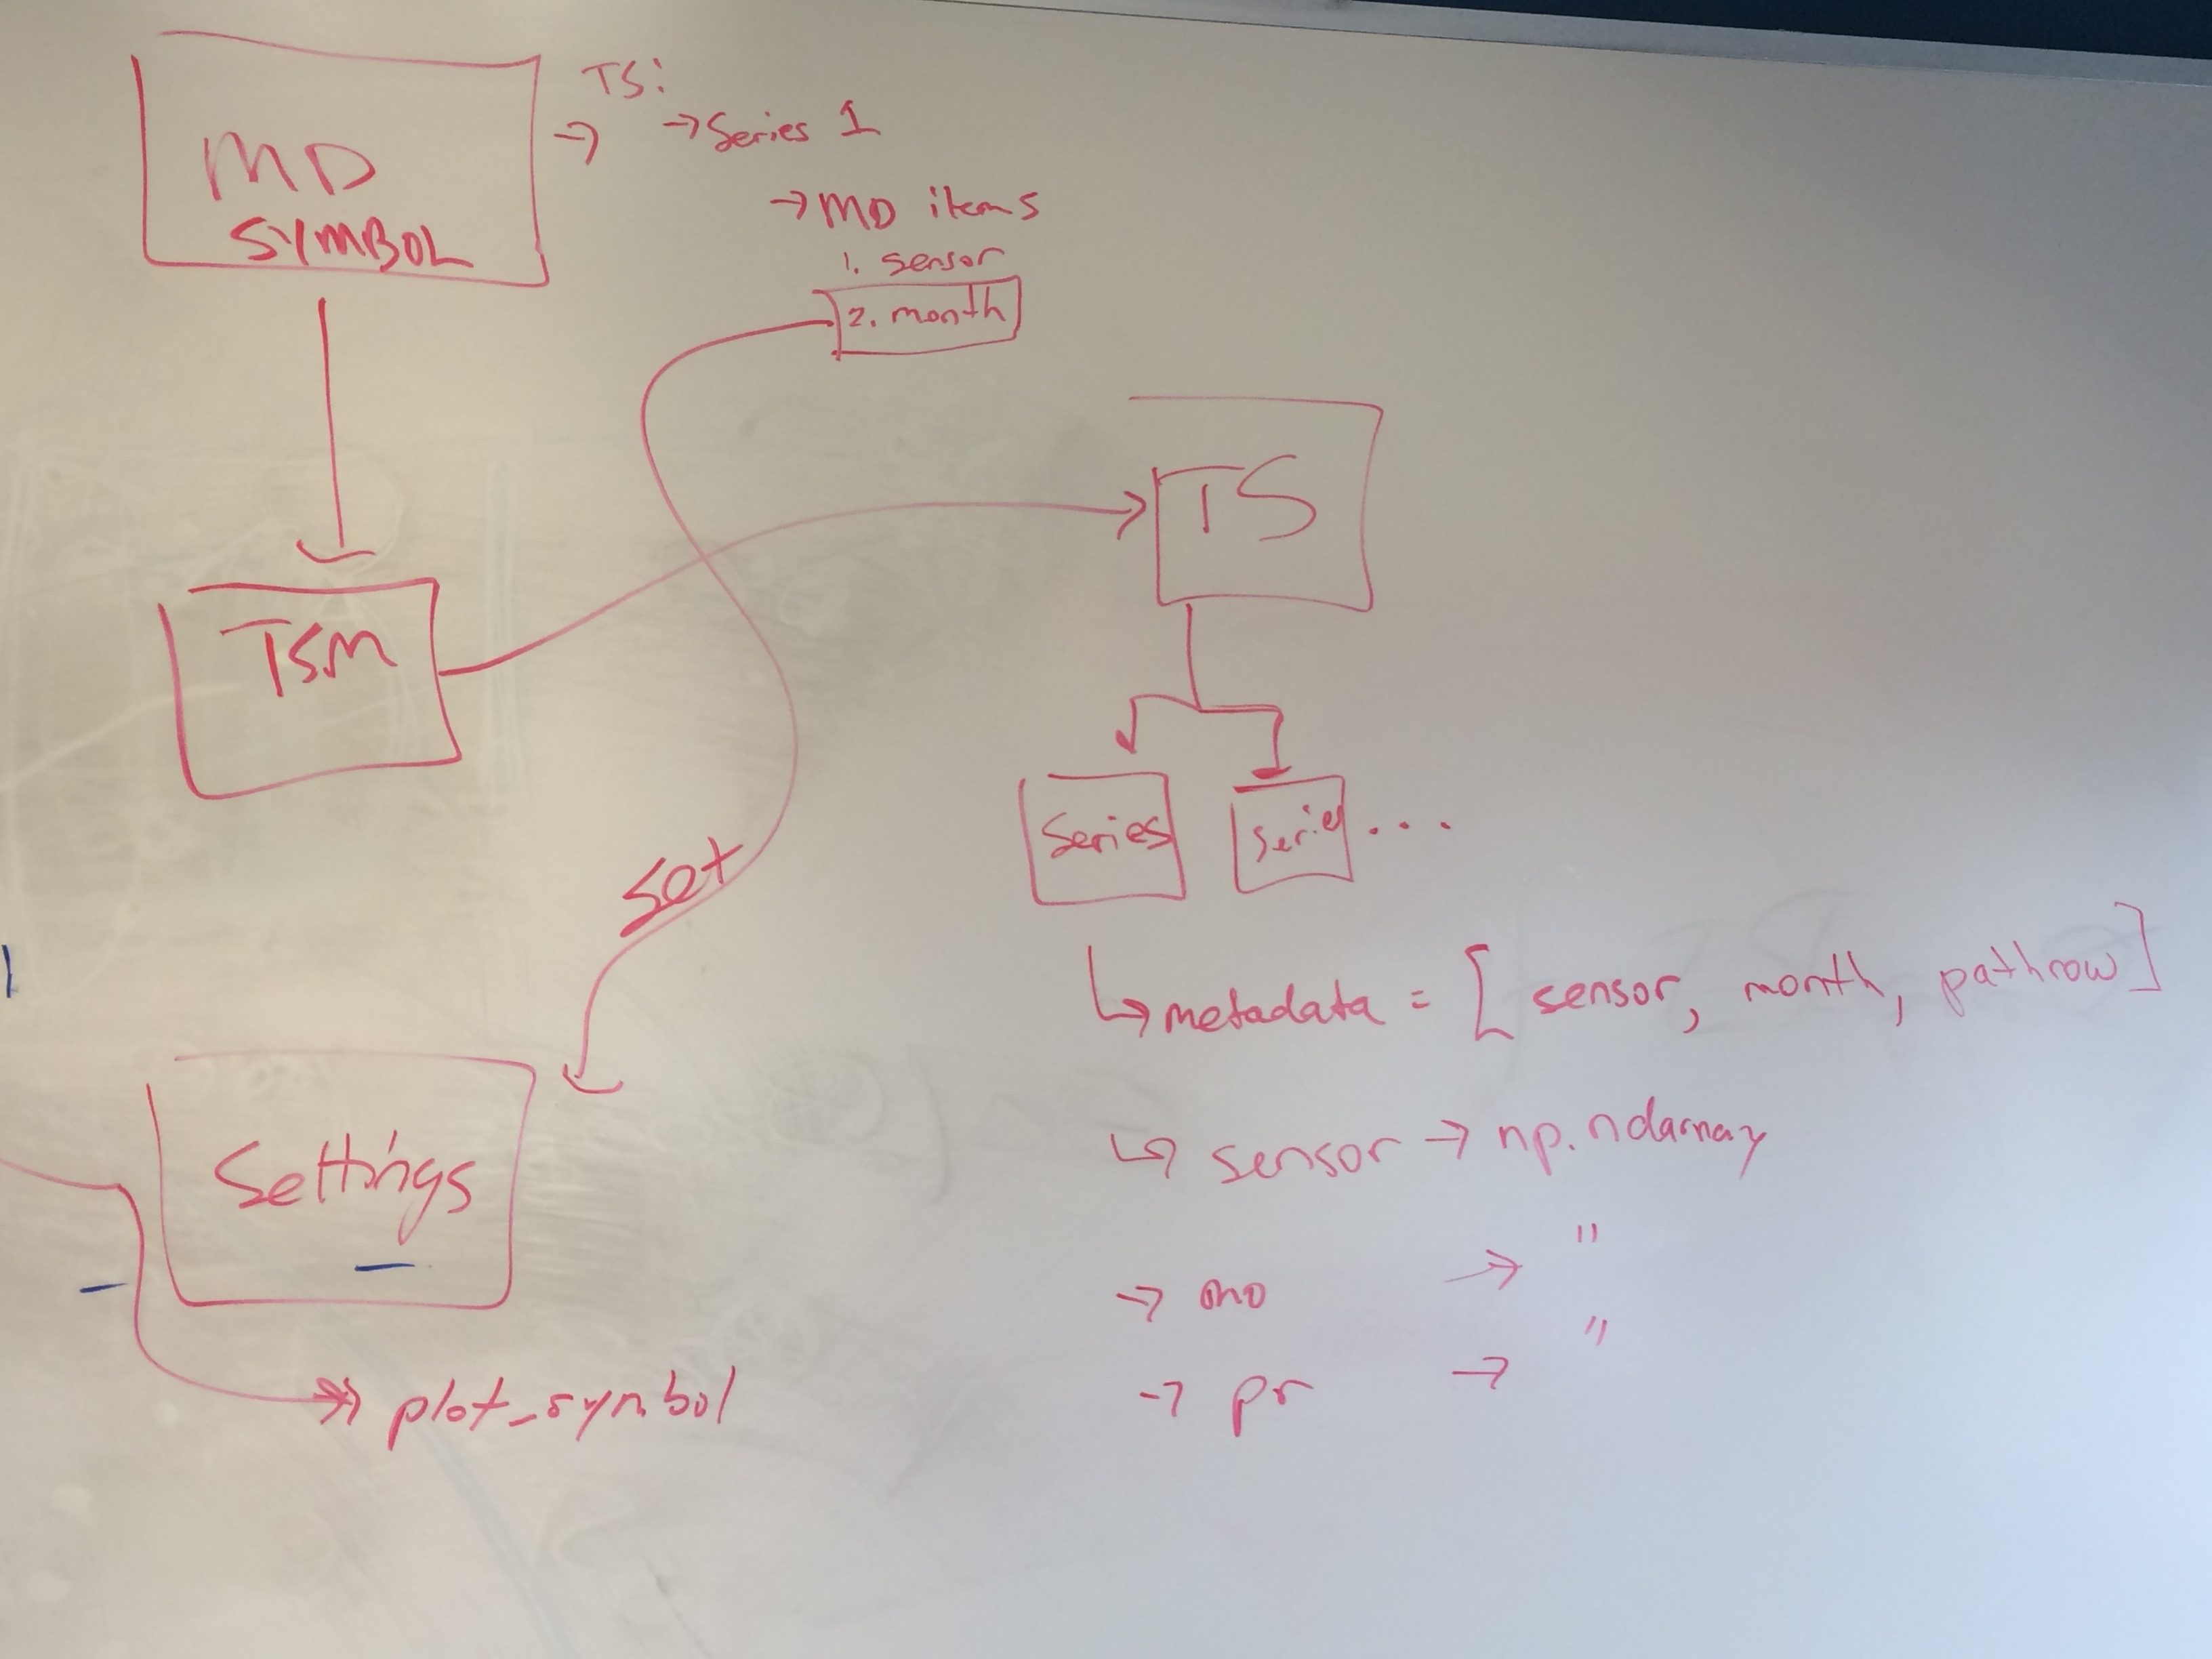 MD
SYMBOL
TS:
→
→ Series 1
→ MD items
1. sensor
2. month
TSM
TS
Series
Series
...
set
Settings
→ plot_symbol
↳ metadata = [ sensor, month, pathrow ]
↳ sensor → np.ndarray
→ mo → "
→ pr → "